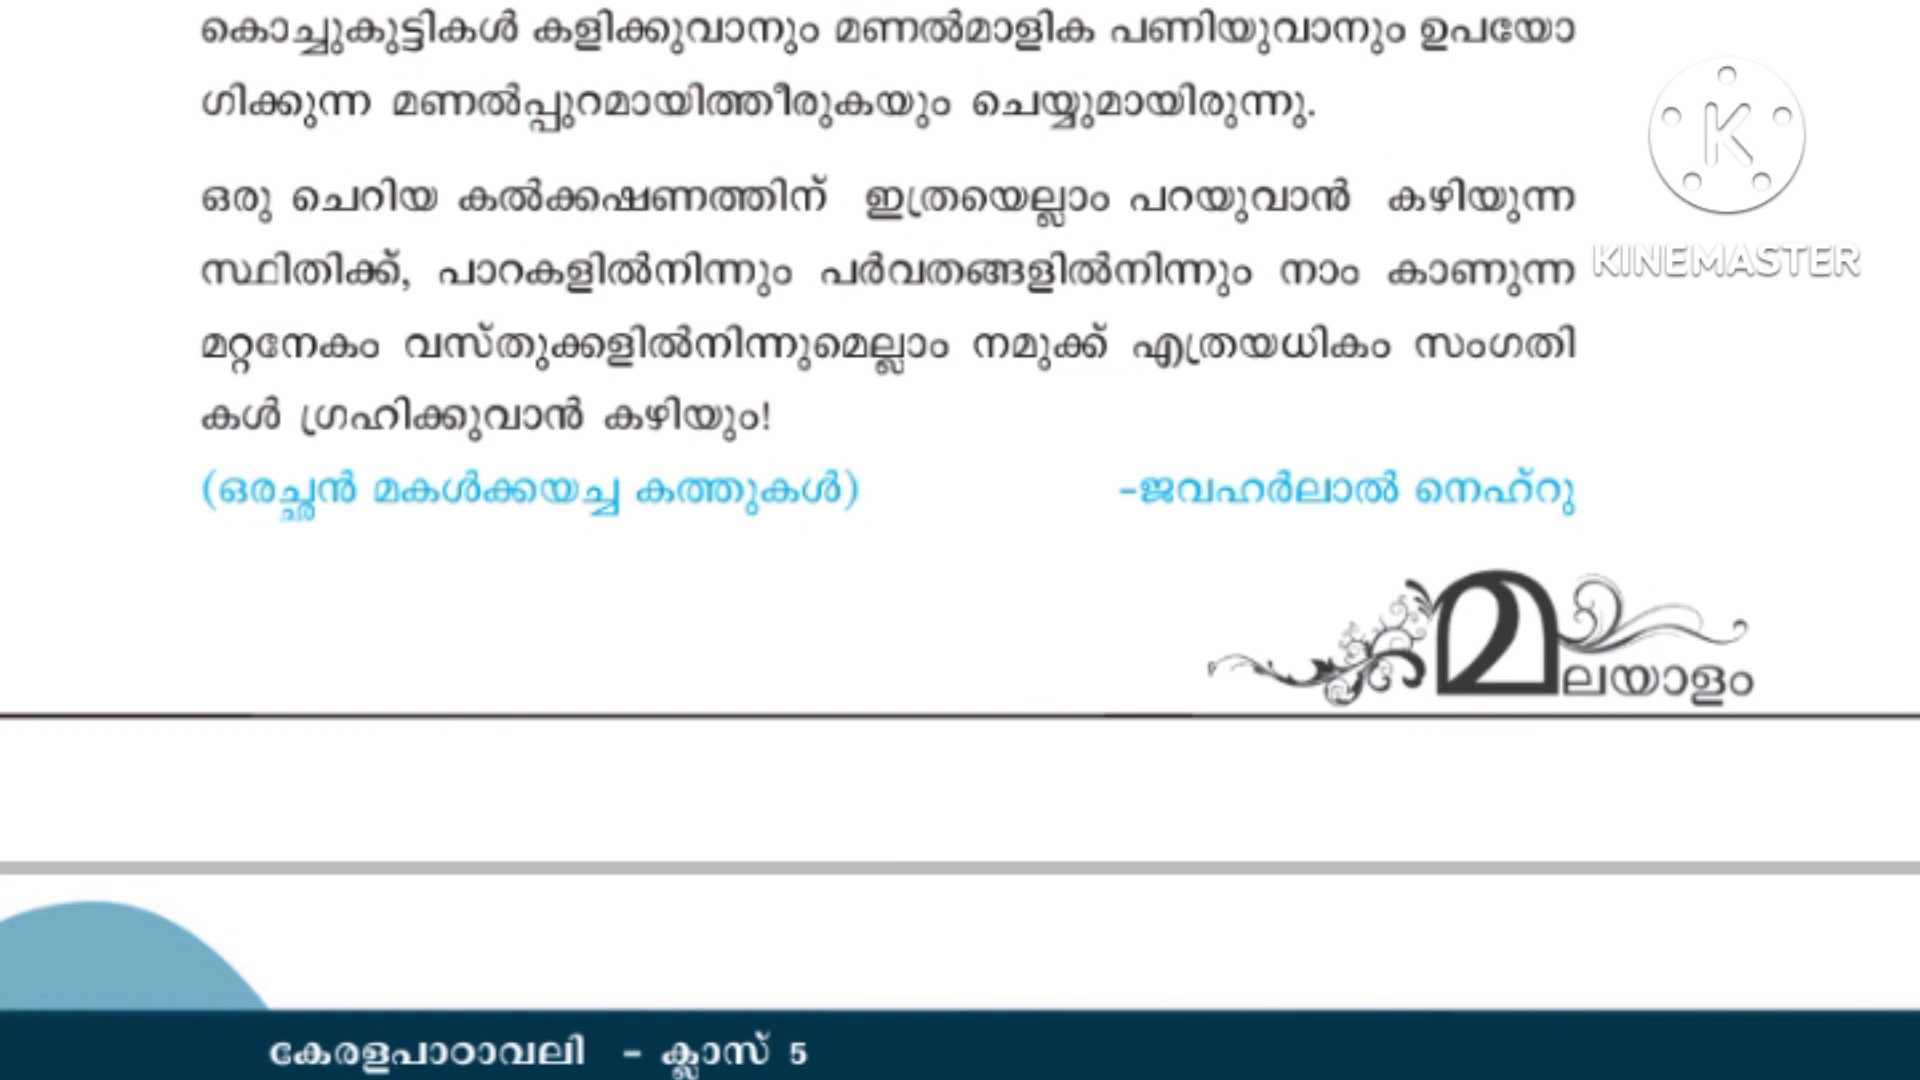 കൊച്ചുകുട്ടികൾ കളിക്കുവാനും മണൽമാളിക പണിയുവാനും ഉപയോ
ഗിക്കുന്ന മണൽപ്പുറമായിത്തീരുകയും ചെയ്യുമായിരുന്നു.
ഒരു ചെറിയ കൽക്കഷണത്തിന് ഇത്രയെല്ലാം പറയുവാൻ കഴിയുന്ന
സ്ഥിതിക്ക്, പാറകളിൽനിന്നും പർവതങ്ങളിൽനിന്നും നാം കാണുന്ന
മറ്റനേകം വസ്തുക്കളിൽനിന്നുമെല്ലാം നമുക്ക് എത്രയധികം സംഗതി
കൾ ഗ്രഹിക്കുവാൻ കഴിയും!
(ഒരച്ഛൻ മകൾക്കയച്ച കത്തുകൾ) -ജവഹർലാൽ നെഹ്റു
K
KINEMASTER
മലയാളം
കേരളപാഠാവലി - ക്ലാസ് 5